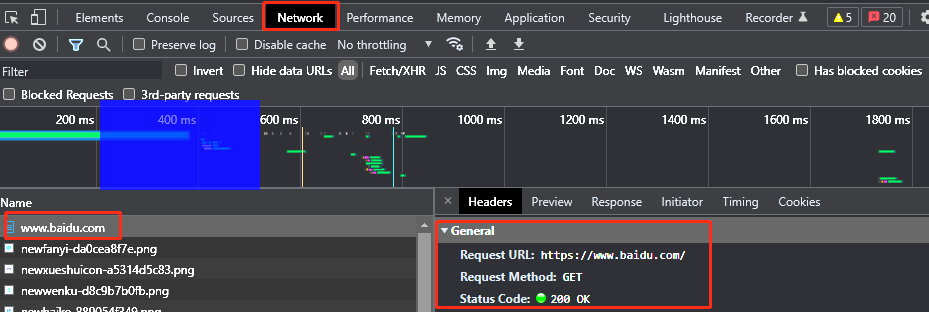 Elements Console Sources Network Performance Memory Application Security Lighthouse Recorder 5 20
Preserve log Disable cache No throttling
Filter Invert Hide data URLs All Fetch/XHR JS CSS Img Media Font Doc WS Wasm Manifest Other Has blocked cookies
Blocked Requests 3rd-party requests
200 ms 400 ms 600 ms 800 ms 1000 ms 1200 ms 1400 ms 1600 ms 1800 ms
Name
www.baidu.com
newfanyi-da0cea8f7e.png
newxueshuicon-a5314d5c83.png
newwenku-d8c9b7b0fb.png
× Headers Preview Response Initiator Timing Cookies
General
Request URL: https://www.baidu.com/
Request Method: GET
Status Code: 200 OK